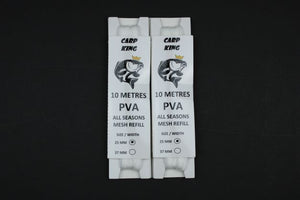 CARP
KING
10 METRES
PVA
ALL SEASONS
MESH REFILL
SIZE / WIDTH
25 MM
37 MM
CARP
KING
10 METRES
PVA
ALL SEASONS
MESH REFILL
SIZE / WIDTH
25 MM
37 MM